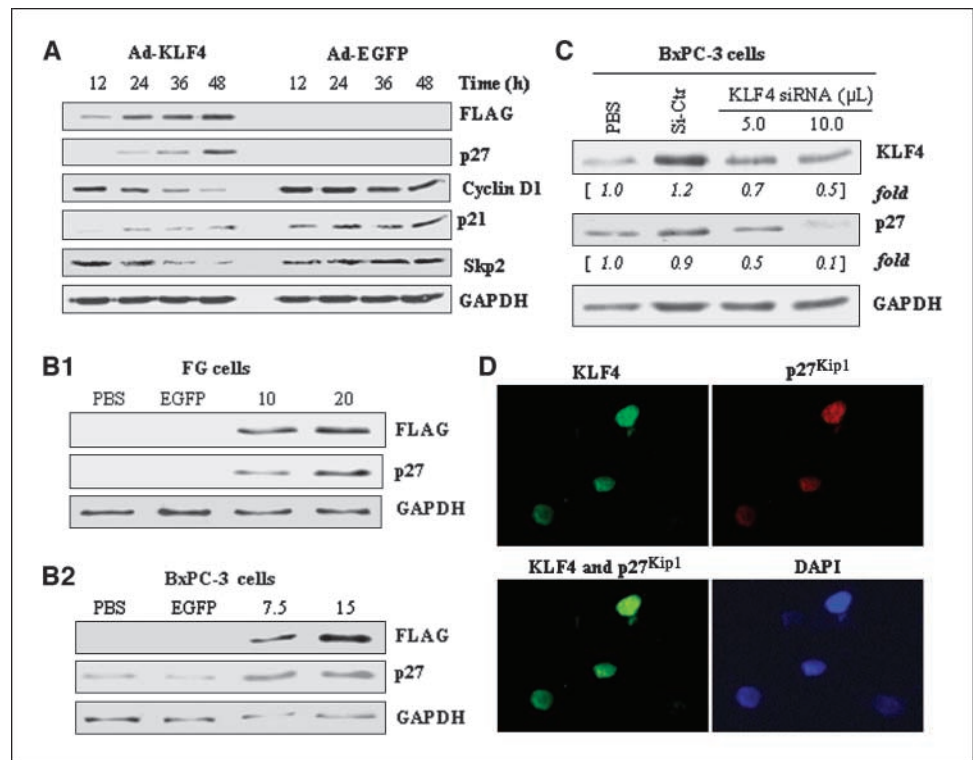 A
Ad-KLF4 Ad-EGFP
12 24 36 48 12 24 36 48 Time (h)
FLAG
p27
Cyclin D1
p21
Skp2
GAPDH
B1
FG cells
PBS EGFP 10 20
FLAG
p27
GAPDH
B2
BxPC-3 cells
PBS EGFP 7.5 15
FLAG
p27
GAPDH
C
BxPC-3 cells
PBS Si-Ctr KLF4 siRNA (µL)
5.0 10.0
KLF4
[ 1.0 1.2 0.7 0.5] fold
p27
[ 1.0 0.9 0.5 0.1] fold
GAPDH
D
KLF4 p27Kip1
KLF4 and p27Kip1 DAPI